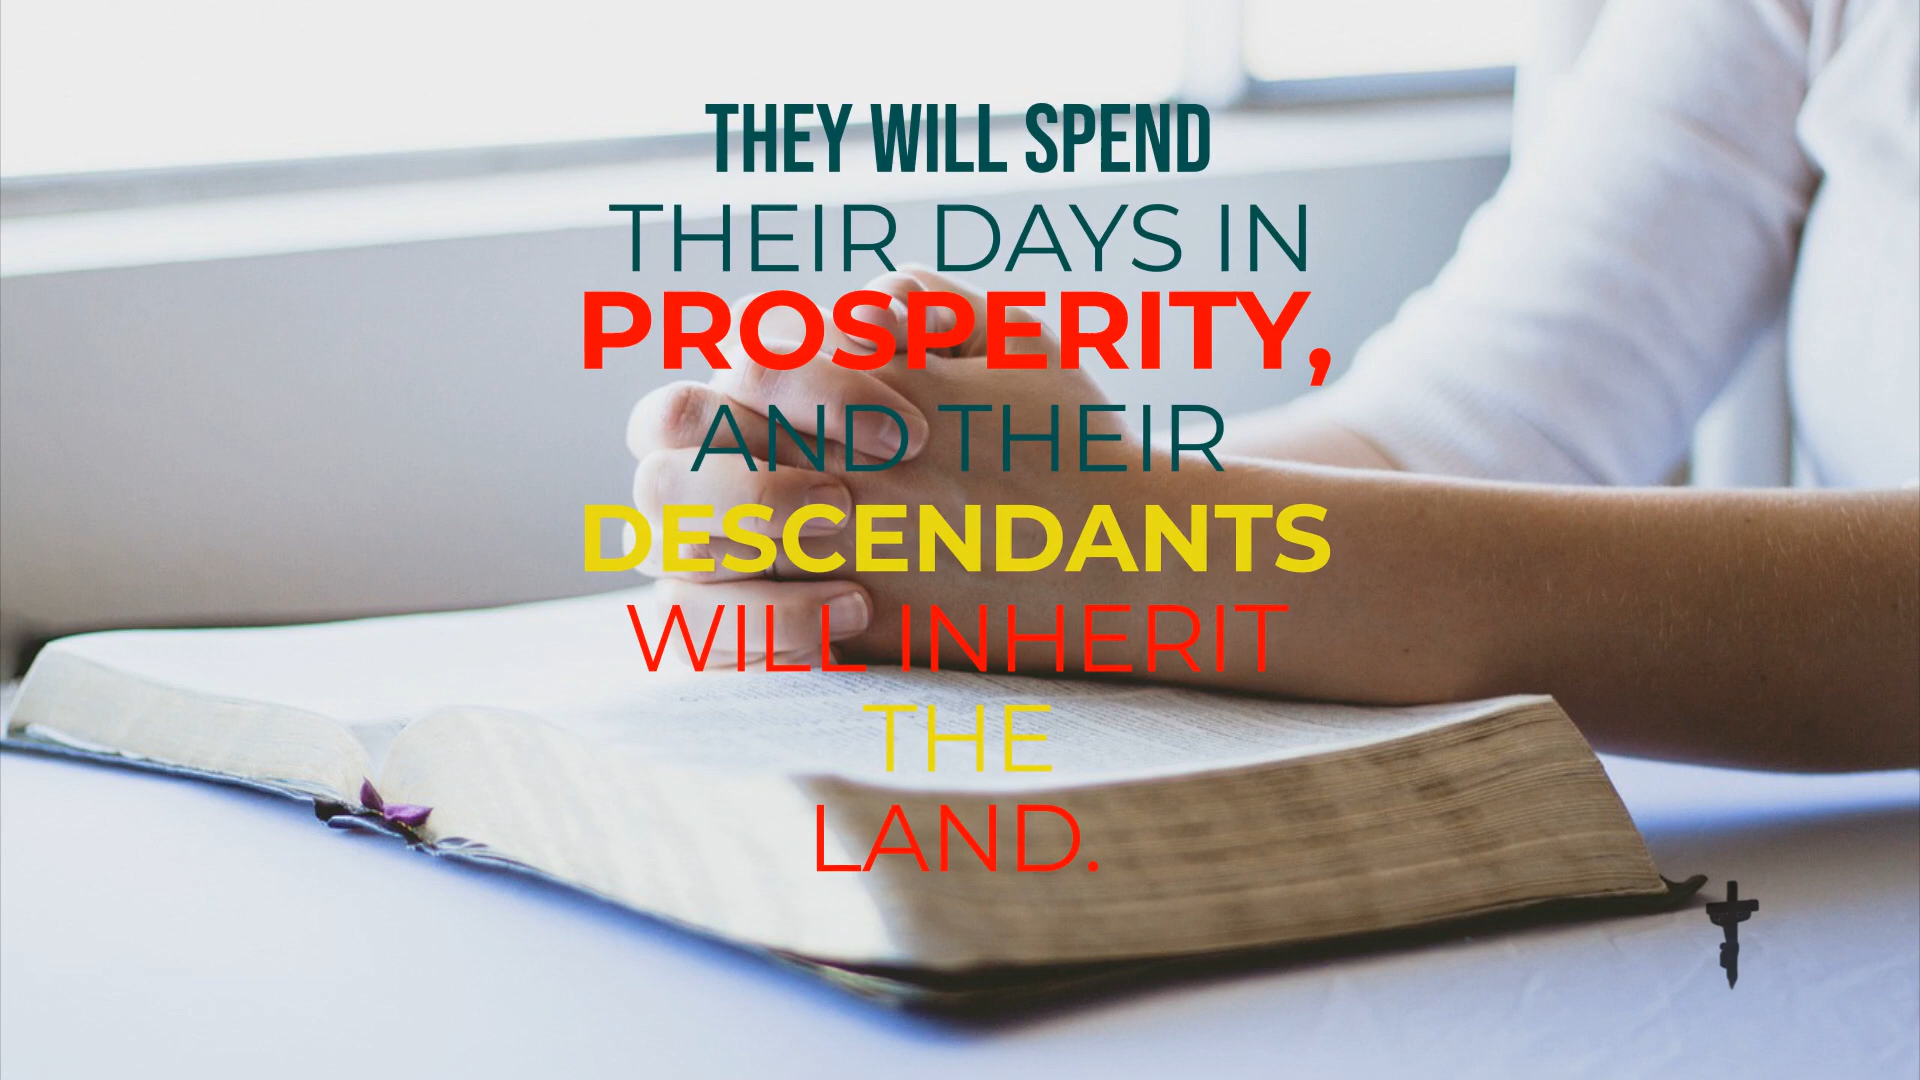 THEY WILL SPEND
THEIR DAYS IN
PROSPERITY,
AND THEIR
DESCENDANTS
WILL INHERIT
THE
LAND.